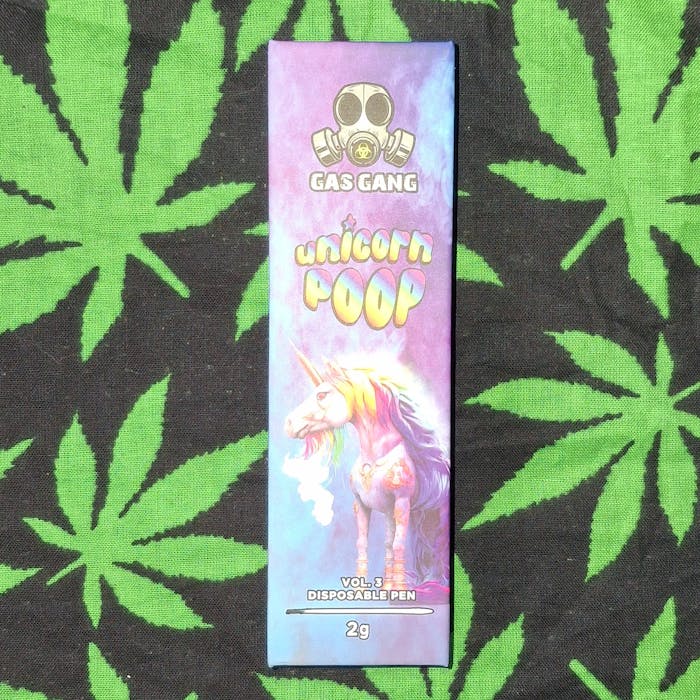 GAS GANG
unicorn
POOP
VOL. 3
DISPOSABLE PEN
2g